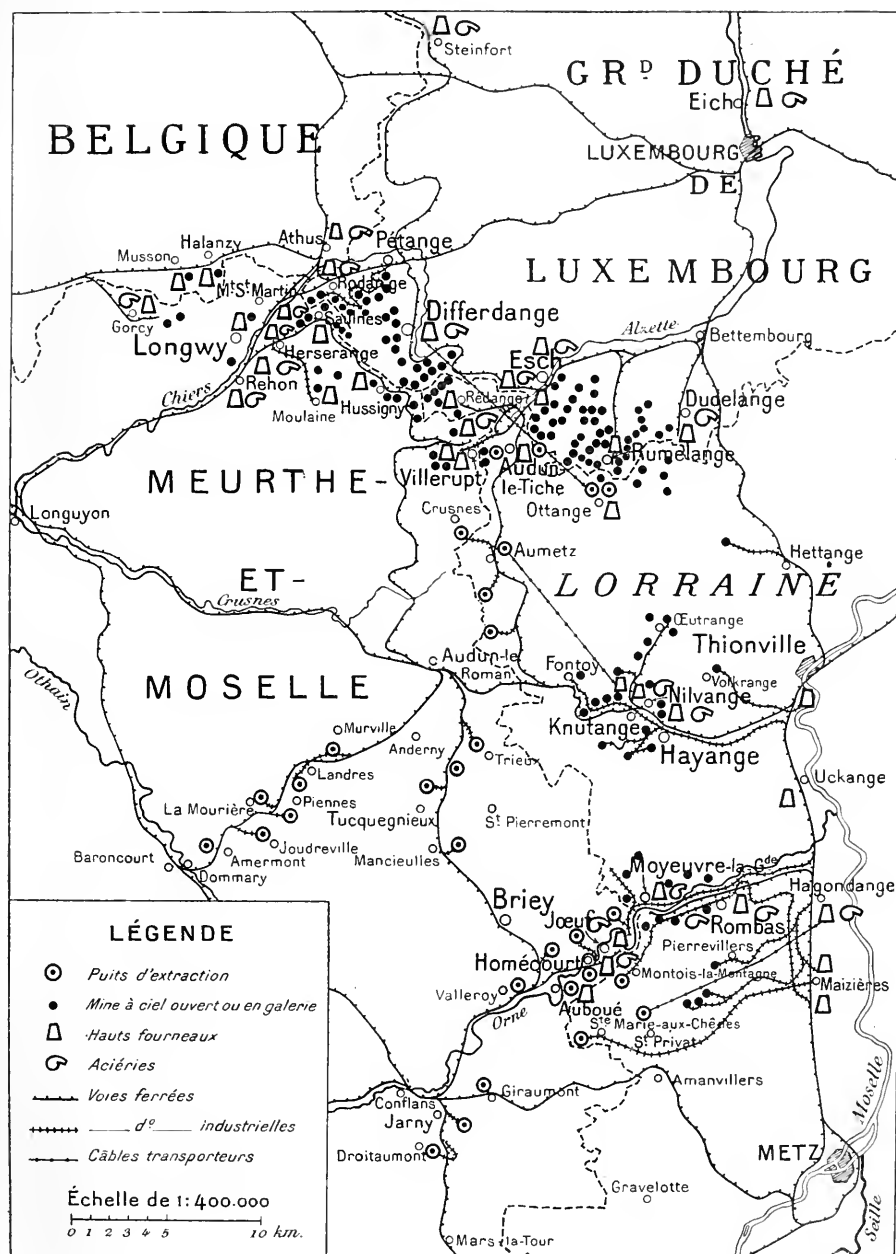 Steinfort
GRD DUCHÉ
Eich
BELGIQUE
LUXEMBOURG
DE
Musson
Halanzy
Athus
Pétange
LUXEMBOURG
Mt St Martin
Rodange
Gorcy
Saulnes
Differdange
Longwy
Herserange
Alzette
Bettembourg
Esch
Chiers
Rehon
Moulaine
Hussigny
Rédange
Dudelange
MEURTHE-
Villerupt
Audun-
le-Tiche
Rumelange
Longuyon
Crusnes
Ottange
Aumetz
Hettange
ET-
Crusnes
LORRAINE
Œutrange
Thionville
Audun-le
Roman
Fontoy
Volkrange
Othain
MOSELLE
Nilvange
Knutange
Murville
Anderny
Trieux
Hayange
Landres
Uckange
La Mourière
Piennes
Tucquegnieux
St Pierremont
Joudreville
Mancieulles
Baroncourt
Amermont
Dommary
Moyeuvre-la-Gde
Hagondange
Briey
Jœuf
Rombas
Pierrevillers
Homécourt
Montois-la-Montagne
Maizières
Valleroy
Orne
Auboué
Ste Marie-aux-Chênes
St Privat
Amanvillers
Conflans
Giraumont
Jarny
Moselle
Droitaumont
METZ
Gravelotte
Seille
Mars-la-Tour
LÉGENDE
Puits d'extraction
Mine à ciel ouvert ou en galerie
Hauts fourneaux
Aciéries
Voies ferrées
do industrielles
Câbles transporteurs
Échelle de 1:400.000
0 1 2 3 4 5 10 km.